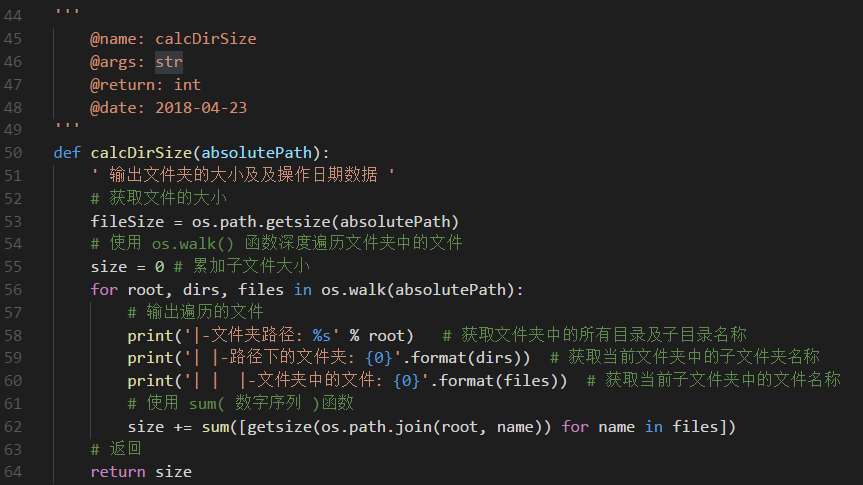 44 '''
45     @name: calcDirSize
46     @args: str
47     @return: int
48     @date: 2018-04-23
49 '''
50 def calcDirSize(absolutePath):
51     ' 输出文件夹的大小及及操作日期数据 '
52     # 获取文件的大小
53     fileSize = os.path.getsize(absolutePath)
54     # 使用 os.walk() 函数深度遍历文件夹中的文件
55     size = 0 # 累加子文件大小
56     for root, dirs, files in os.walk(absolutePath):
57         # 输出遍历的文件
58         print('|-文件夹路径: %s' % root)   # 获取文件夹中的所有目录及子目录名称
59         print('| |-路径下的文件夹: {0}'.format(dirs))  # 获取当前文件夹中的子文件夹名称
60         print('| |  |-文件夹中的文件: {0}'.format(files))  # 获取当前子文件夹中的文件名称
61         # 使用 sum( 数字序列 )函数
62         size += sum([getsize(os.path.join(root, name)) for name in files])
63     # 返回
64     return size